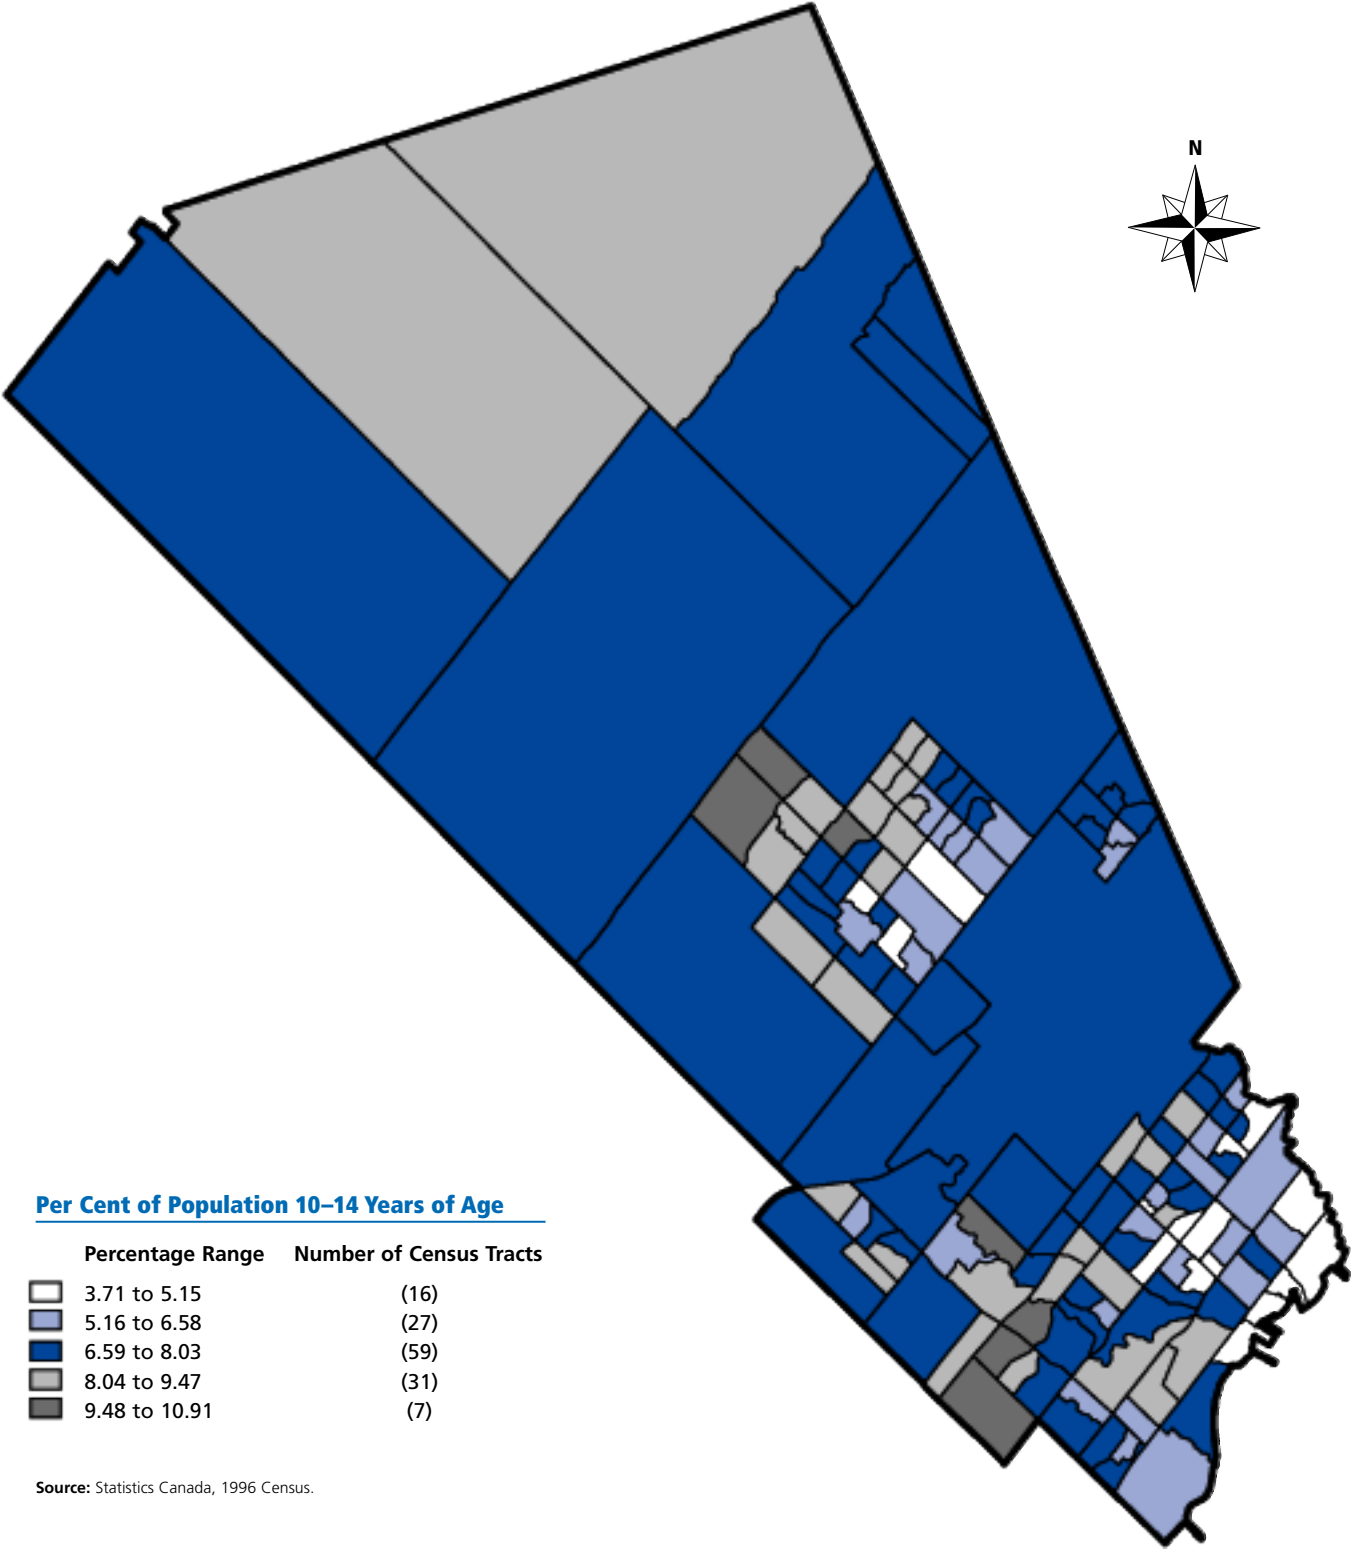 N
Per Cent of Population 10–14 Years of Age
Percentage Range Number of Census Tracts
3.71 to 5.15 (16)
5.16 to 6.58 (27)
6.59 to 8.03 (59)
8.04 to 9.47 (31)
9.48 to 10.91 (7)
Source: Statistics Canada, 1996 Census.